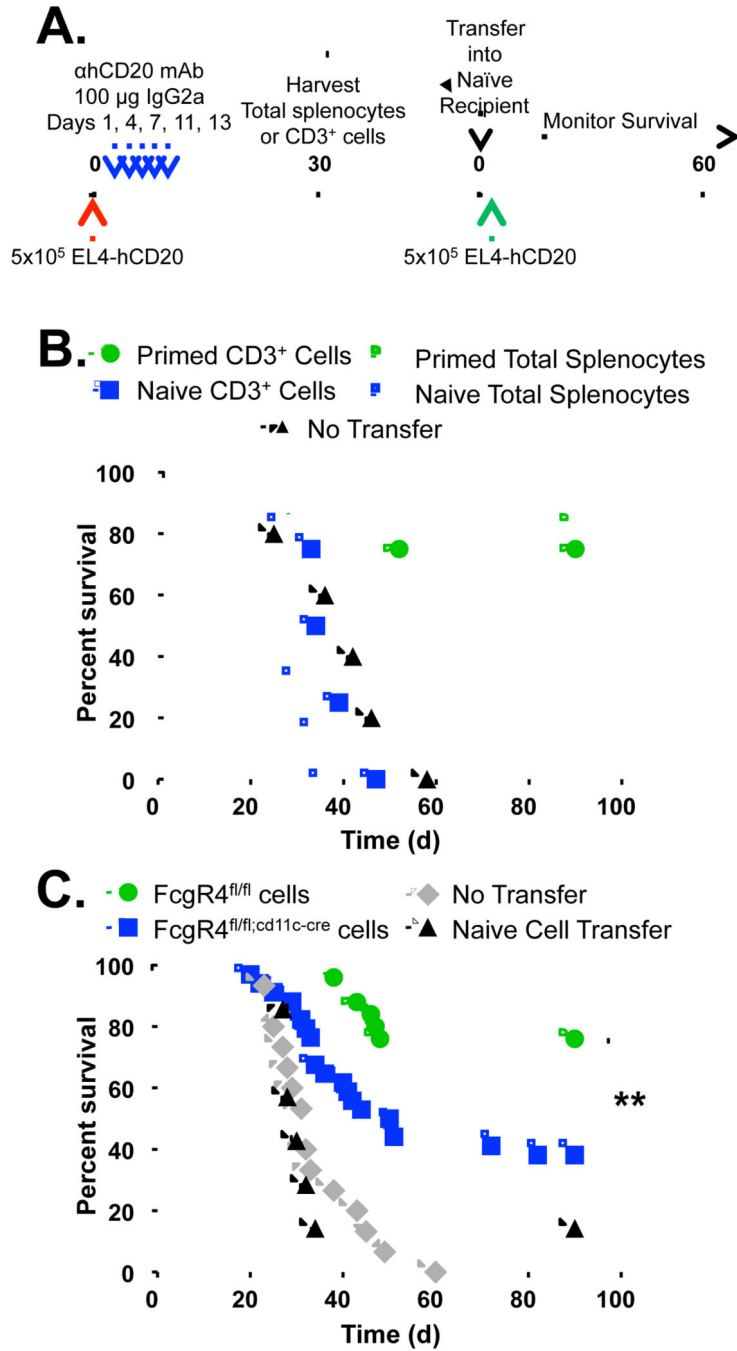 A.
αhCD20 mAb
100 µg IgG2a
Days 1, 4, 7, 11, 13
Harvest
Total splenocytes
or CD3⁺ cells
Transfer
into
Naïve
Recipient
Monitor Survival
0 30 0 60
5x10⁵ EL4-hCD20 5x10⁵ EL4-hCD20
B.
Primed CD3⁺ Cells Primed Total Splenocytes
Naive CD3⁺ Cells Naive Total Splenocytes
No Transfer
Percent survival
100
80
60
40
20
0
0 20 40 60 80 100
Time (d)
C.
FcgR4fl/fl cells No Transfer
FcgR4fl/fl;cd11c-cre cells Naive Cell Transfer
Percent survival
100
80
60
40
20
0
**
0 20 40 60 80 100
Time (d)